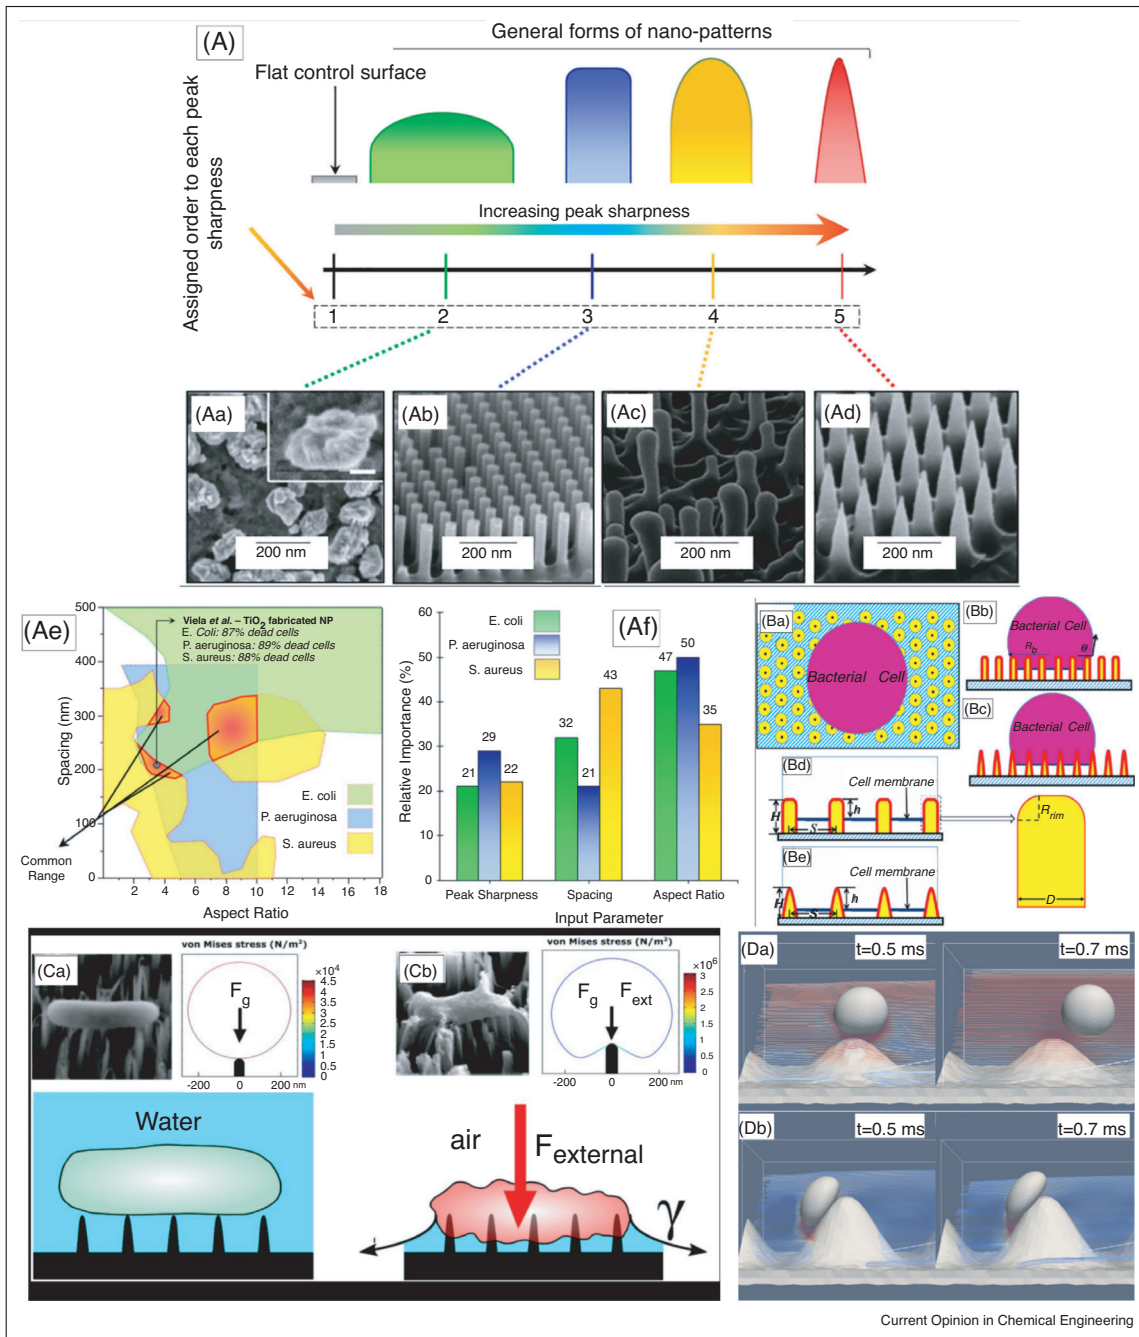 (A)
General forms of nano-patterns
Flat control surface
Assigned order to each peak
sharpness
Increasing peak sharpness
1 2 3 4 5
(Aa) (Ab) (Ac) (Ad)
200 nm 200 nm 200 nm 200 nm
(Ae)
Viela et al. – TiO2 fabricated NP
E. Coli: 87% dead cells
P. aeruginosa: 89% dead cells
S. aureus: 88% dead cells
500
400
300
200
100
0
Spacing (nm)
E. coli
P. aeruginosa
S. aureus
0 2 4 6 8 10 12 14 16 18
Aspect Ratio
Common
Range
(Af)
60
50
40
30
20
10
0
Relative Importance (%)
E. coli
P. aeruginosa
S. aureus
21 29 22
32 21 43
47 50 35
Peak Sharpness Spacing Aspect Ratio
Input Parameter
(Ba)
Bacterial Cell
(Bb)
Bacterial Cell
Rb θ
(Bc)
Bacterial Cell
(Bd)
Cell membrane
H h S
Rrim
D
(Be)
Cell membrane
H h S
(Ca)
von Mises stress (N/m²)
Fg
×10⁴
4.5
4
3.5
3
2.5
2
1.5
1
0.5
0
-200 0 200 nm
Water
(Cb)
von Mises stress (N/m²)
Fg Fext
×10⁶
3
2.5
2
1.5
1
0.5
0
-200 0 200 nm
air
Fexternal
γ
(Da)
t=0.5 ms t=0.7 ms
(Db)
t=0.5 ms t=0.7 ms
Current Opinion in Chemical Engineering